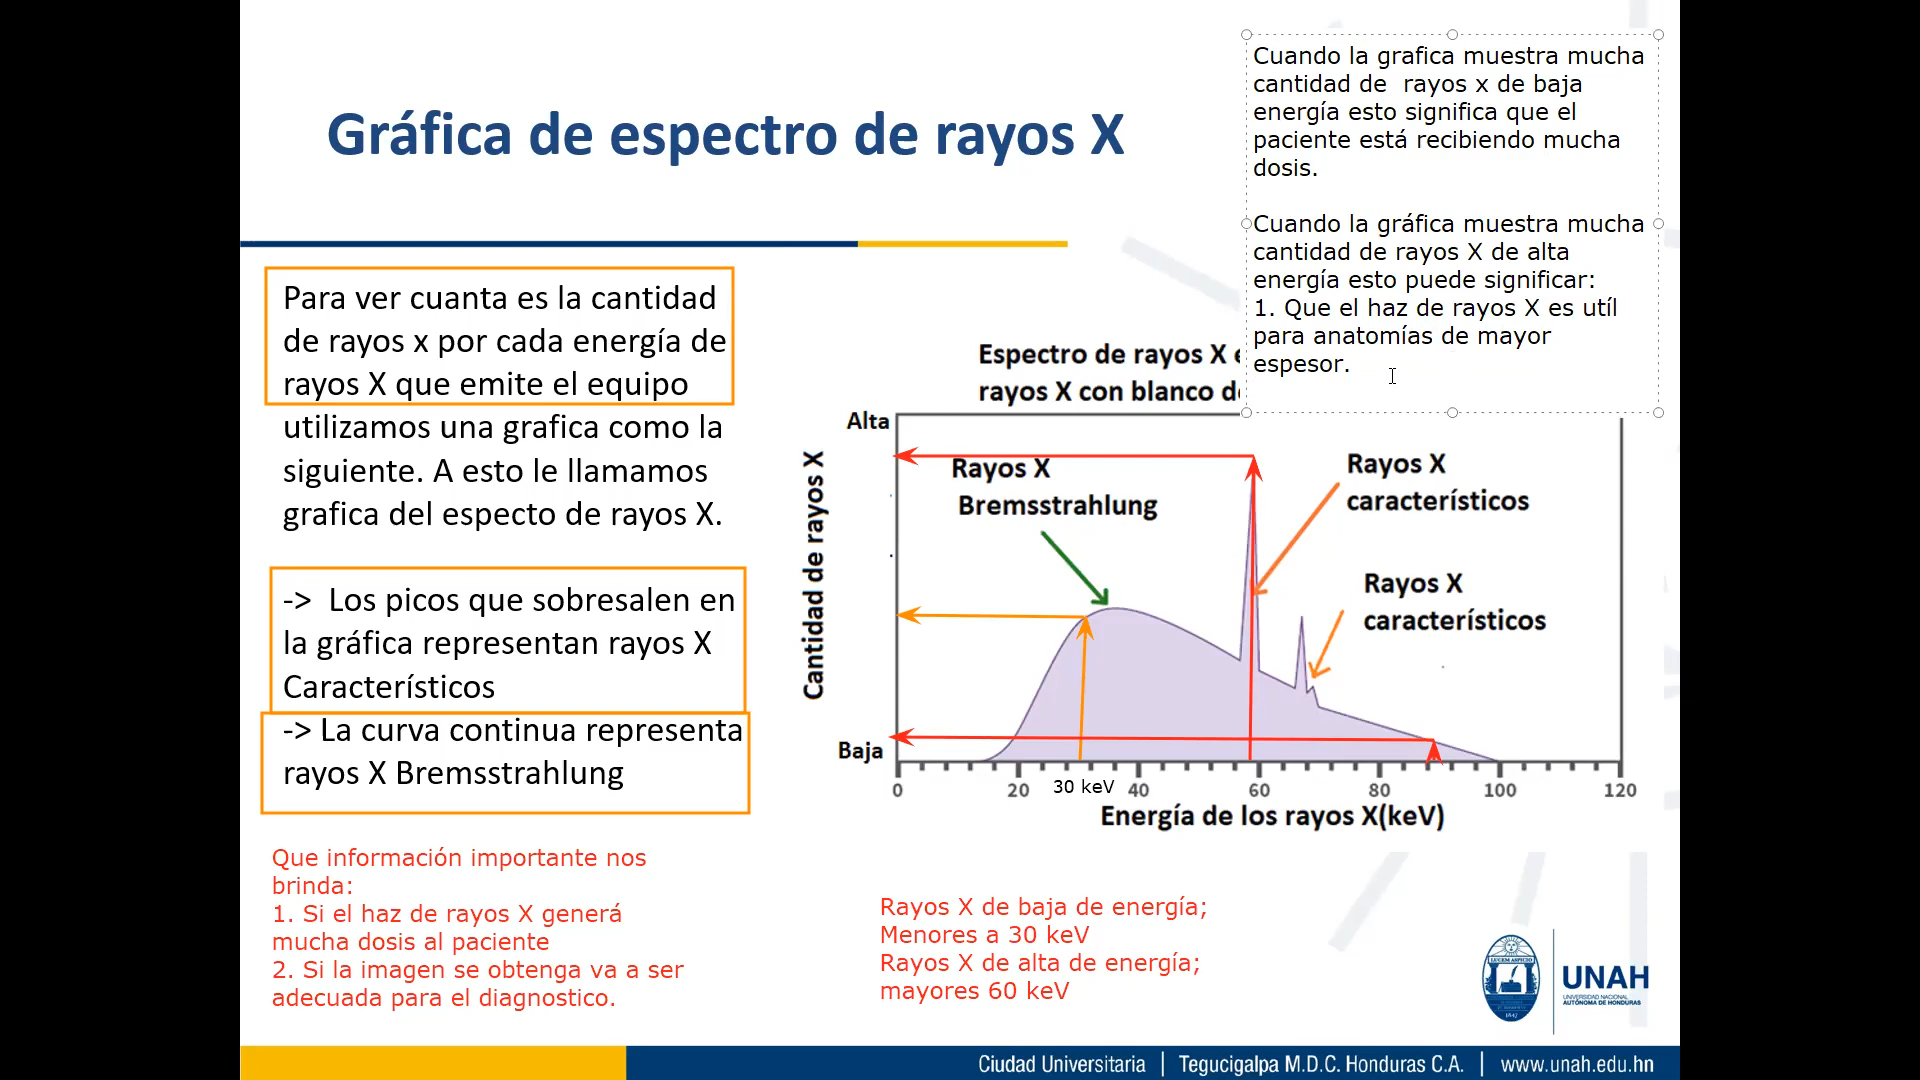 Gráfica de espectro de rayos X
Cuando la grafica muestra mucha
cantidad de  rayos x de baja
energía esto significa que el
paciente está recibiendo mucha
dosis.
Cuando la gráfica muestra mucha
cantidad de rayos X de alta
energía esto puede significar:
1. Que el haz de rayos X es utíl
para anatomías de mayor
espesor.
Para ver cuanta es la cantidad
de rayos x por cada energía de
rayos X que emite el equipo
utilizamos una grafica como la
siguiente. A esto le llamamos
grafica del especto de rayos X.
->  Los picos que sobresalen en
la gráfica representan rayos X
Característicos
-> La curva continua representa
rayos X Bremsstrahlung
Que información importante nos
brinda:
1. Si el haz de rayos X generá
mucha dosis al paciente
2. Si la imagen se obtenga va a ser
adecuada para el diagnostico.
Espectro de rayos X
rayos X con blanco
Alta
Cantidad de rayos X
Baja
Rayos X
Bremsstrahlung
Rayos X
característicos
Rayos X
característicos
0 20 30 keV 40 60 80 100 120
Energía de los rayos X(keV)
Rayos X de baja de energía;
Menores a 30 keV
Rayos X de alta de energía;
mayores 60 keV
UNAH
UNIVERSIDAD NACIONAL
AUTÓNOMA DE HONDURAS
Ciudad Universitaria | Tegucigalpa M.D.C. Honduras C.A. | www.unah.edu.hn